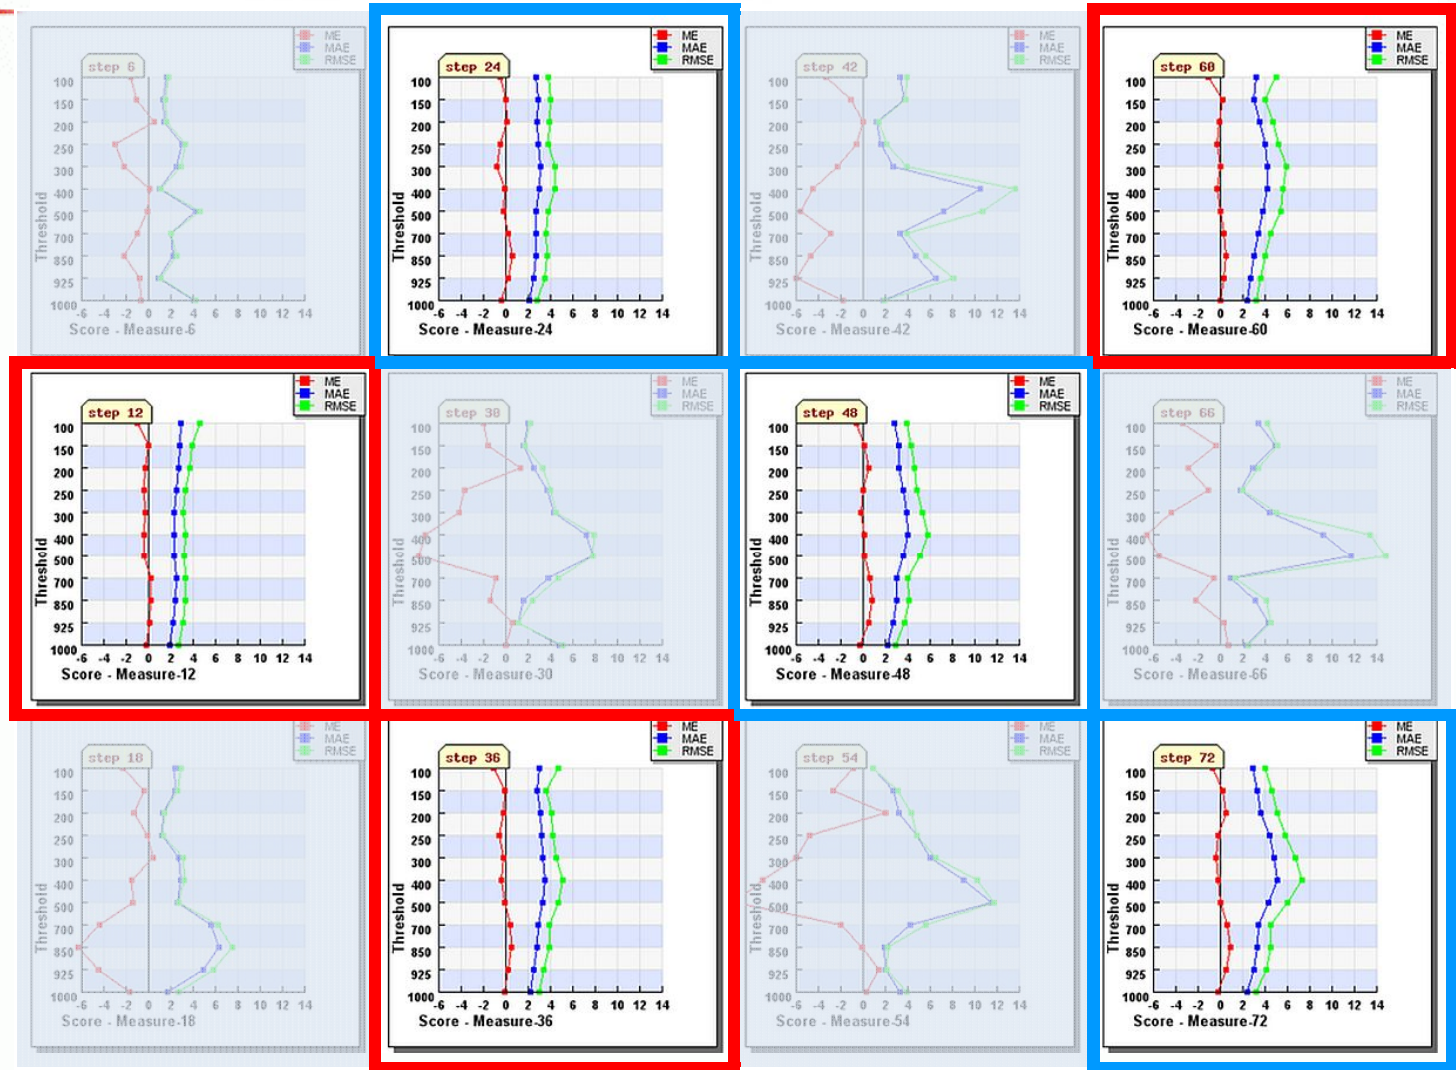 ME
MAE
RMSE
step 6
100
150
200
250
300
400
500
700
850
925
1000
Threshold
-6 -4 -2 0 2 4 6 8 10 12 14
Score - Measure-6
ME
MAE
RMSE
step 24
100
150
200
250
300
400
500
700
850
925
1000
Threshold
-6 -4 -2 0 2 4 6 8 10 12 14
Score - Measure-24
ME
MAE
RMSE
step 42
100
150
200
250
300
400
500
700
850
925
1000
Threshold
-6 -4 -2 0 2 4 6 8 10 12 14
Score - Measure-42
ME
MAE
RMSE
step 60
100
150
200
250
300
400
500
700
850
925
1000
Threshold
-6 -4 -2 0 2 4 6 8 10 12 14
Score - Measure-60
ME
MAE
RMSE
step 12
100
150
200
250
300
400
500
700
850
925
1000
Threshold
-6 -4 -2 0 2 4 6 8 10 12 14
Score - Measure-12
ME
MAE
RMSE
step 30
100
150
200
250
300
400
500
700
850
925
1000
Threshold
-6 -4 -2 0 2 4 6 8 10 12 14
Score - Measure-30
ME
MAE
RMSE
step 48
100
150
200
250
300
400
500
700
850
925
1000
Threshold
-6 -4 -2 0 2 4 6 8 10 12 14
Score - Measure-48
ME
MAE
RMSE
step 66
100
150
200
250
300
400
500
700
850
925
1000
Threshold
-6 -4 -2 0 2 4 6 8 10 12 14
Score - Measure-66
ME
MAE
RMSE
step 18
100
150
200
250
300
400
500
700
850
925
1000
Threshold
-6 -4 -2 0 2 4 6 8 10 12 14
Score - Measure-18
ME
MAE
RMSE
step 36
100
150
200
250
300
400
500
700
850
925
1000
Threshold
-6 -4 -2 0 2 4 6 8 10 12 14
Score - Measure-36
ME
MAE
RMSE
step 54
100
150
200
250
300
400
500
700
850
925
1000
Threshold
-6 -4 -2 0 2 4 6 8 10 12 14
Score - Measure-54
ME
MAE
RMSE
step 72
100
150
200
250
300
400
500
700
850
925
1000
Threshold
-6 -4 -2 0 2 4 6 8 10 12 14
Score - Measure-72